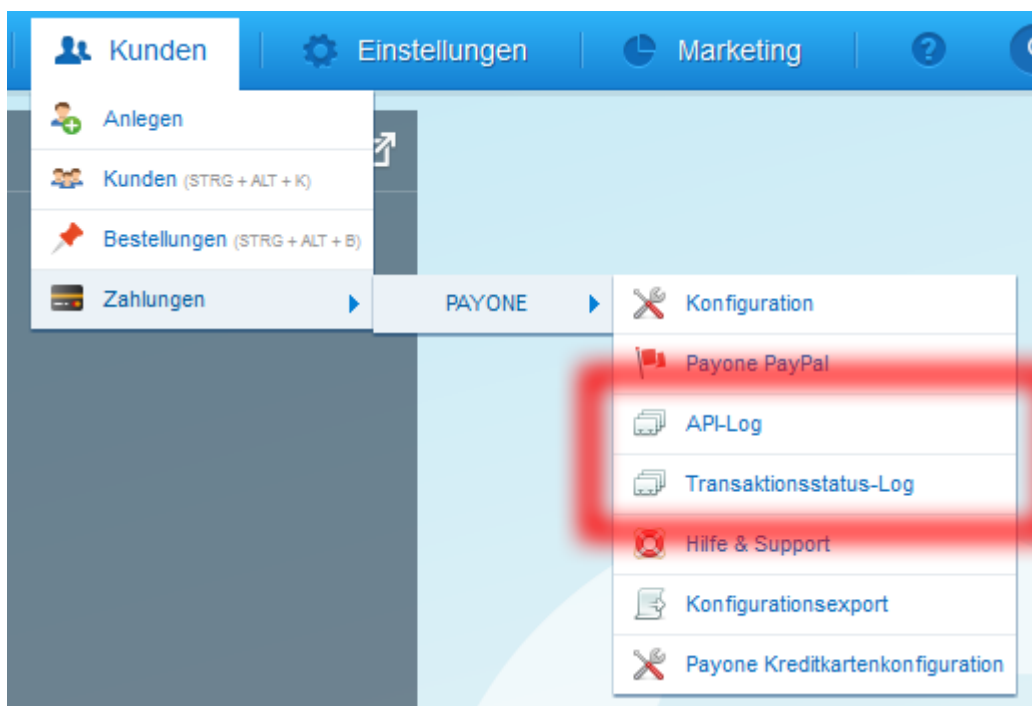 Kunden Einstellungen Marketing ?
Anlegen
Kunden (STRG + ALT + K)
Bestellungen (STRG + ALT + B)
Zahlungen PAYONE Konfiguration
Payone PayPal
API-Log
Transaktionsstatus-Log
Hilfe & Support
Konfigurationsexport
Payone Kreditkartenkonfiguration